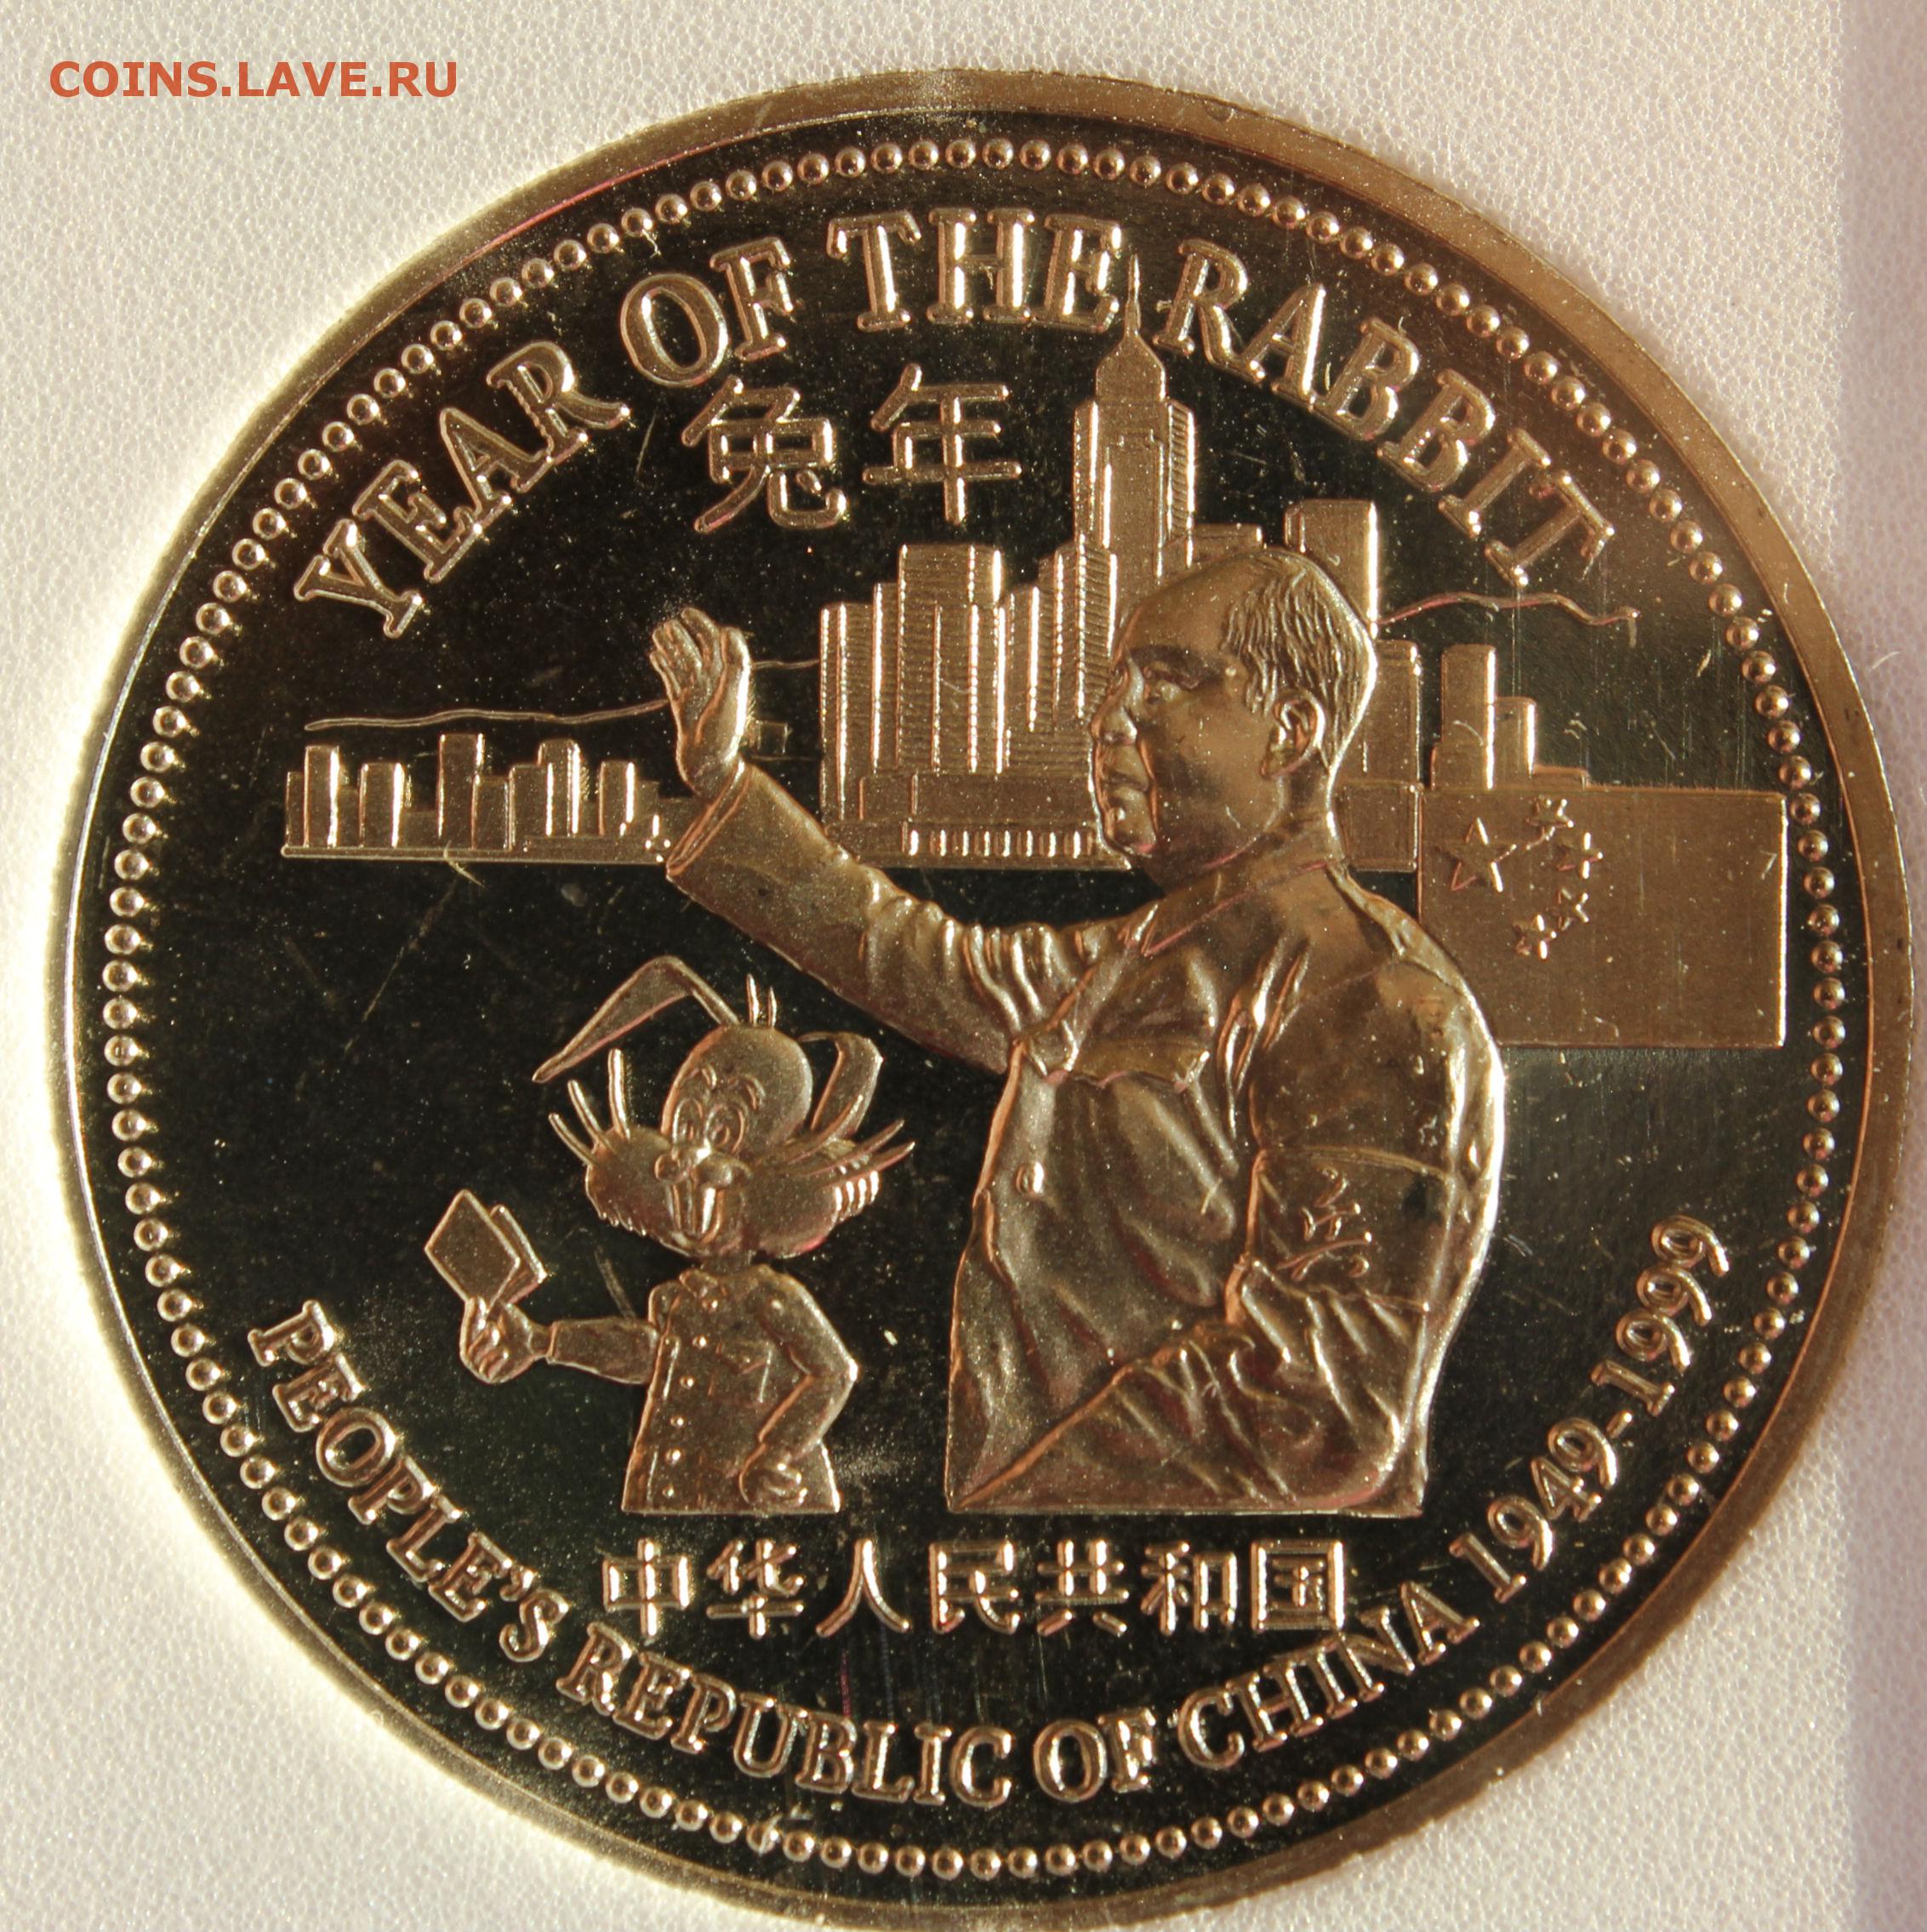 COINS.LAVE.RU
YEAR OF THE RABBIT
兔年
中华人民共和国
PEOPLE'S REPUBLIC OF CHINA 1949-1999